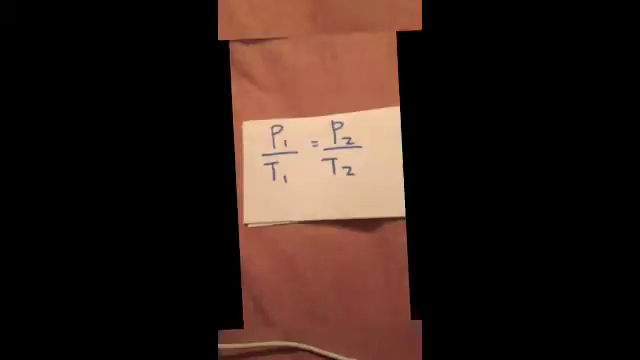 P₁/T₁ = P₂/T₂